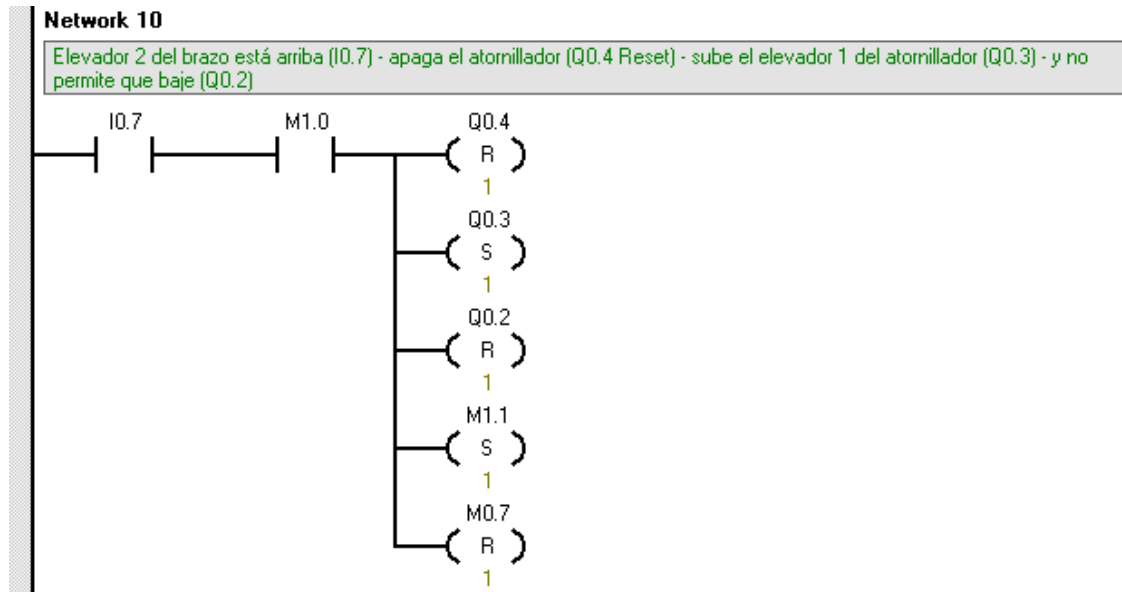 Network 10
Elevador 2 del brazo está arriba (I0.7) - apaga el atornillador (Q0.4 Reset) - sube el elevador 1 del atornillador (Q0.3) - y no
permite que baje (Q0.2)
I0.7 M1.0 Q0.4
R
1
Q0.3
S
1
Q0.2
R
1
M1.1
S
1
M0.7
R
1